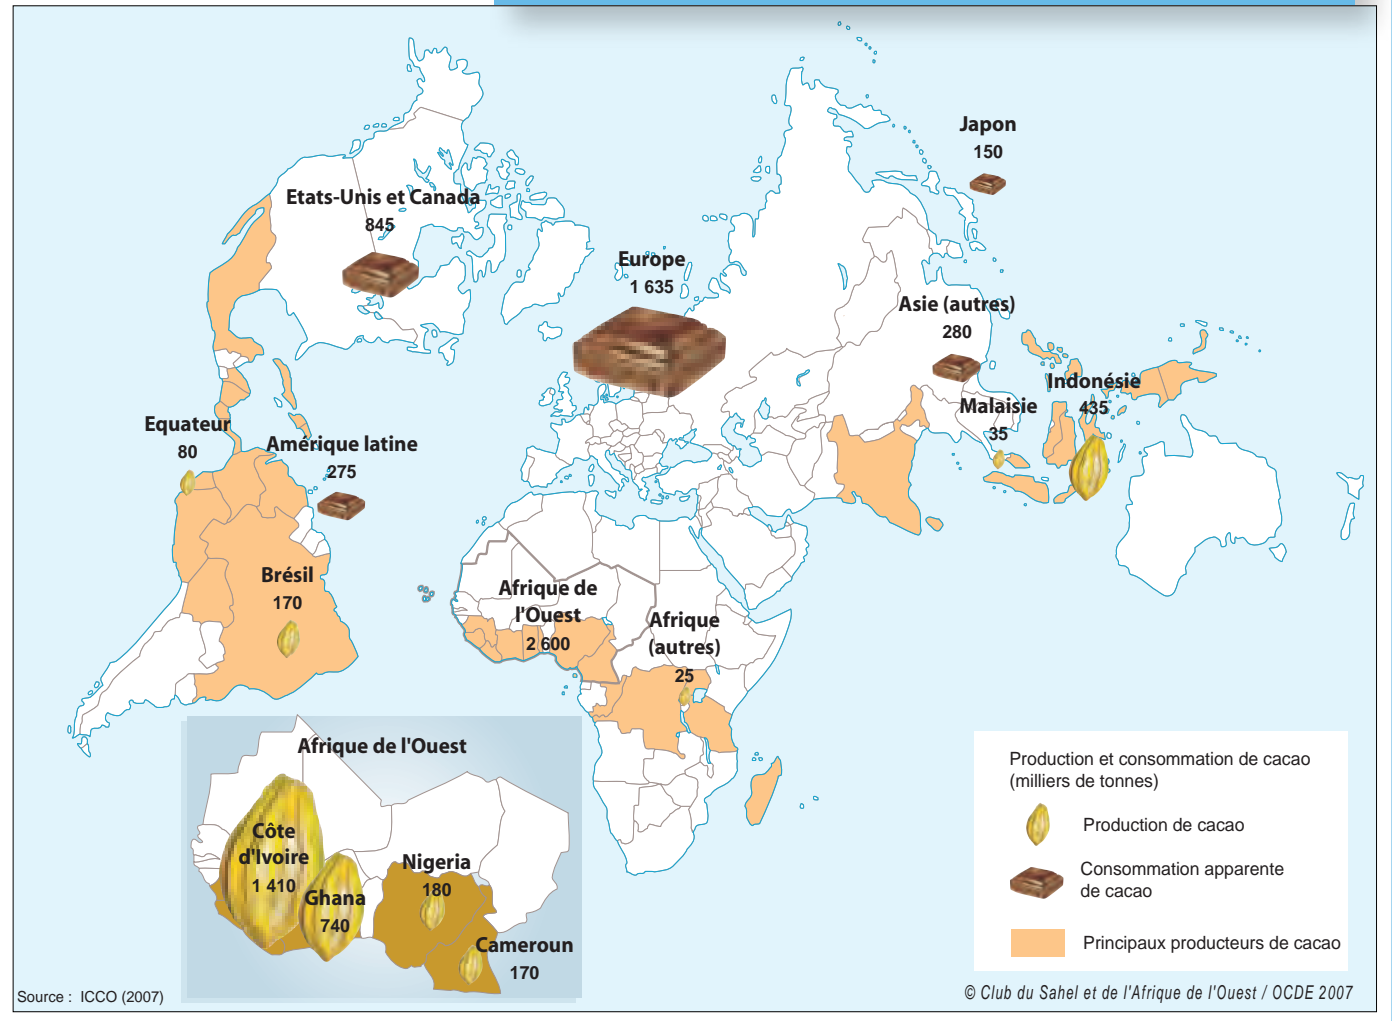 Japon
150
Etats-Unis et Canada
845
Europe
1 635
Asie (autres)
280
Indonésie
435
Malaisie
35
Equateur
80
Amérique latine
275
Brésil
170
Afrique de
l'Ouest
2 600
Afrique
(autres)
25
Afrique de l'Ouest
Côte
d'Ivoire
1 410
Ghana
740
Nigeria
180
Cameroun
170
Production et consommation de cacao
(milliers de tonnes)
Production de cacao
Consommation apparente
de cacao
Principaux producteurs de cacao
Source : ICCO (2007)
© Club du Sahel et de l'Afrique de l'Ouest / OCDE 2007